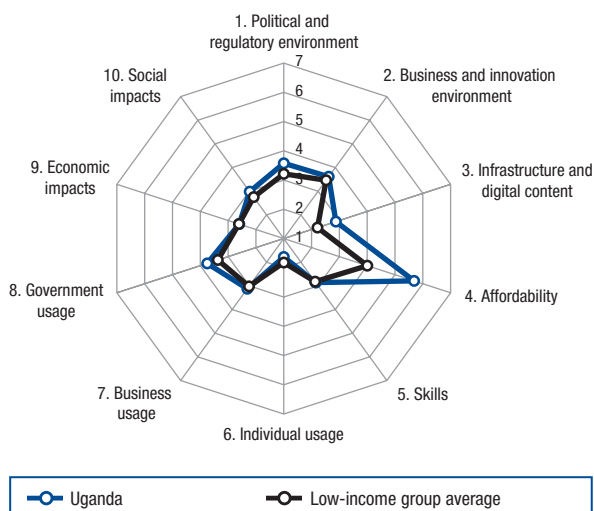 1. Political and
regulatory environment
2. Business and innovation
environment
3. Infrastructure and
digital content
4. Affordability
5. Skills
6. Individual usage
7. Business
usage
8. Government
usage
9. Economic
impacts
10. Social
impacts
7
6
5
4
3
2
1
Uganda
Low-income group average